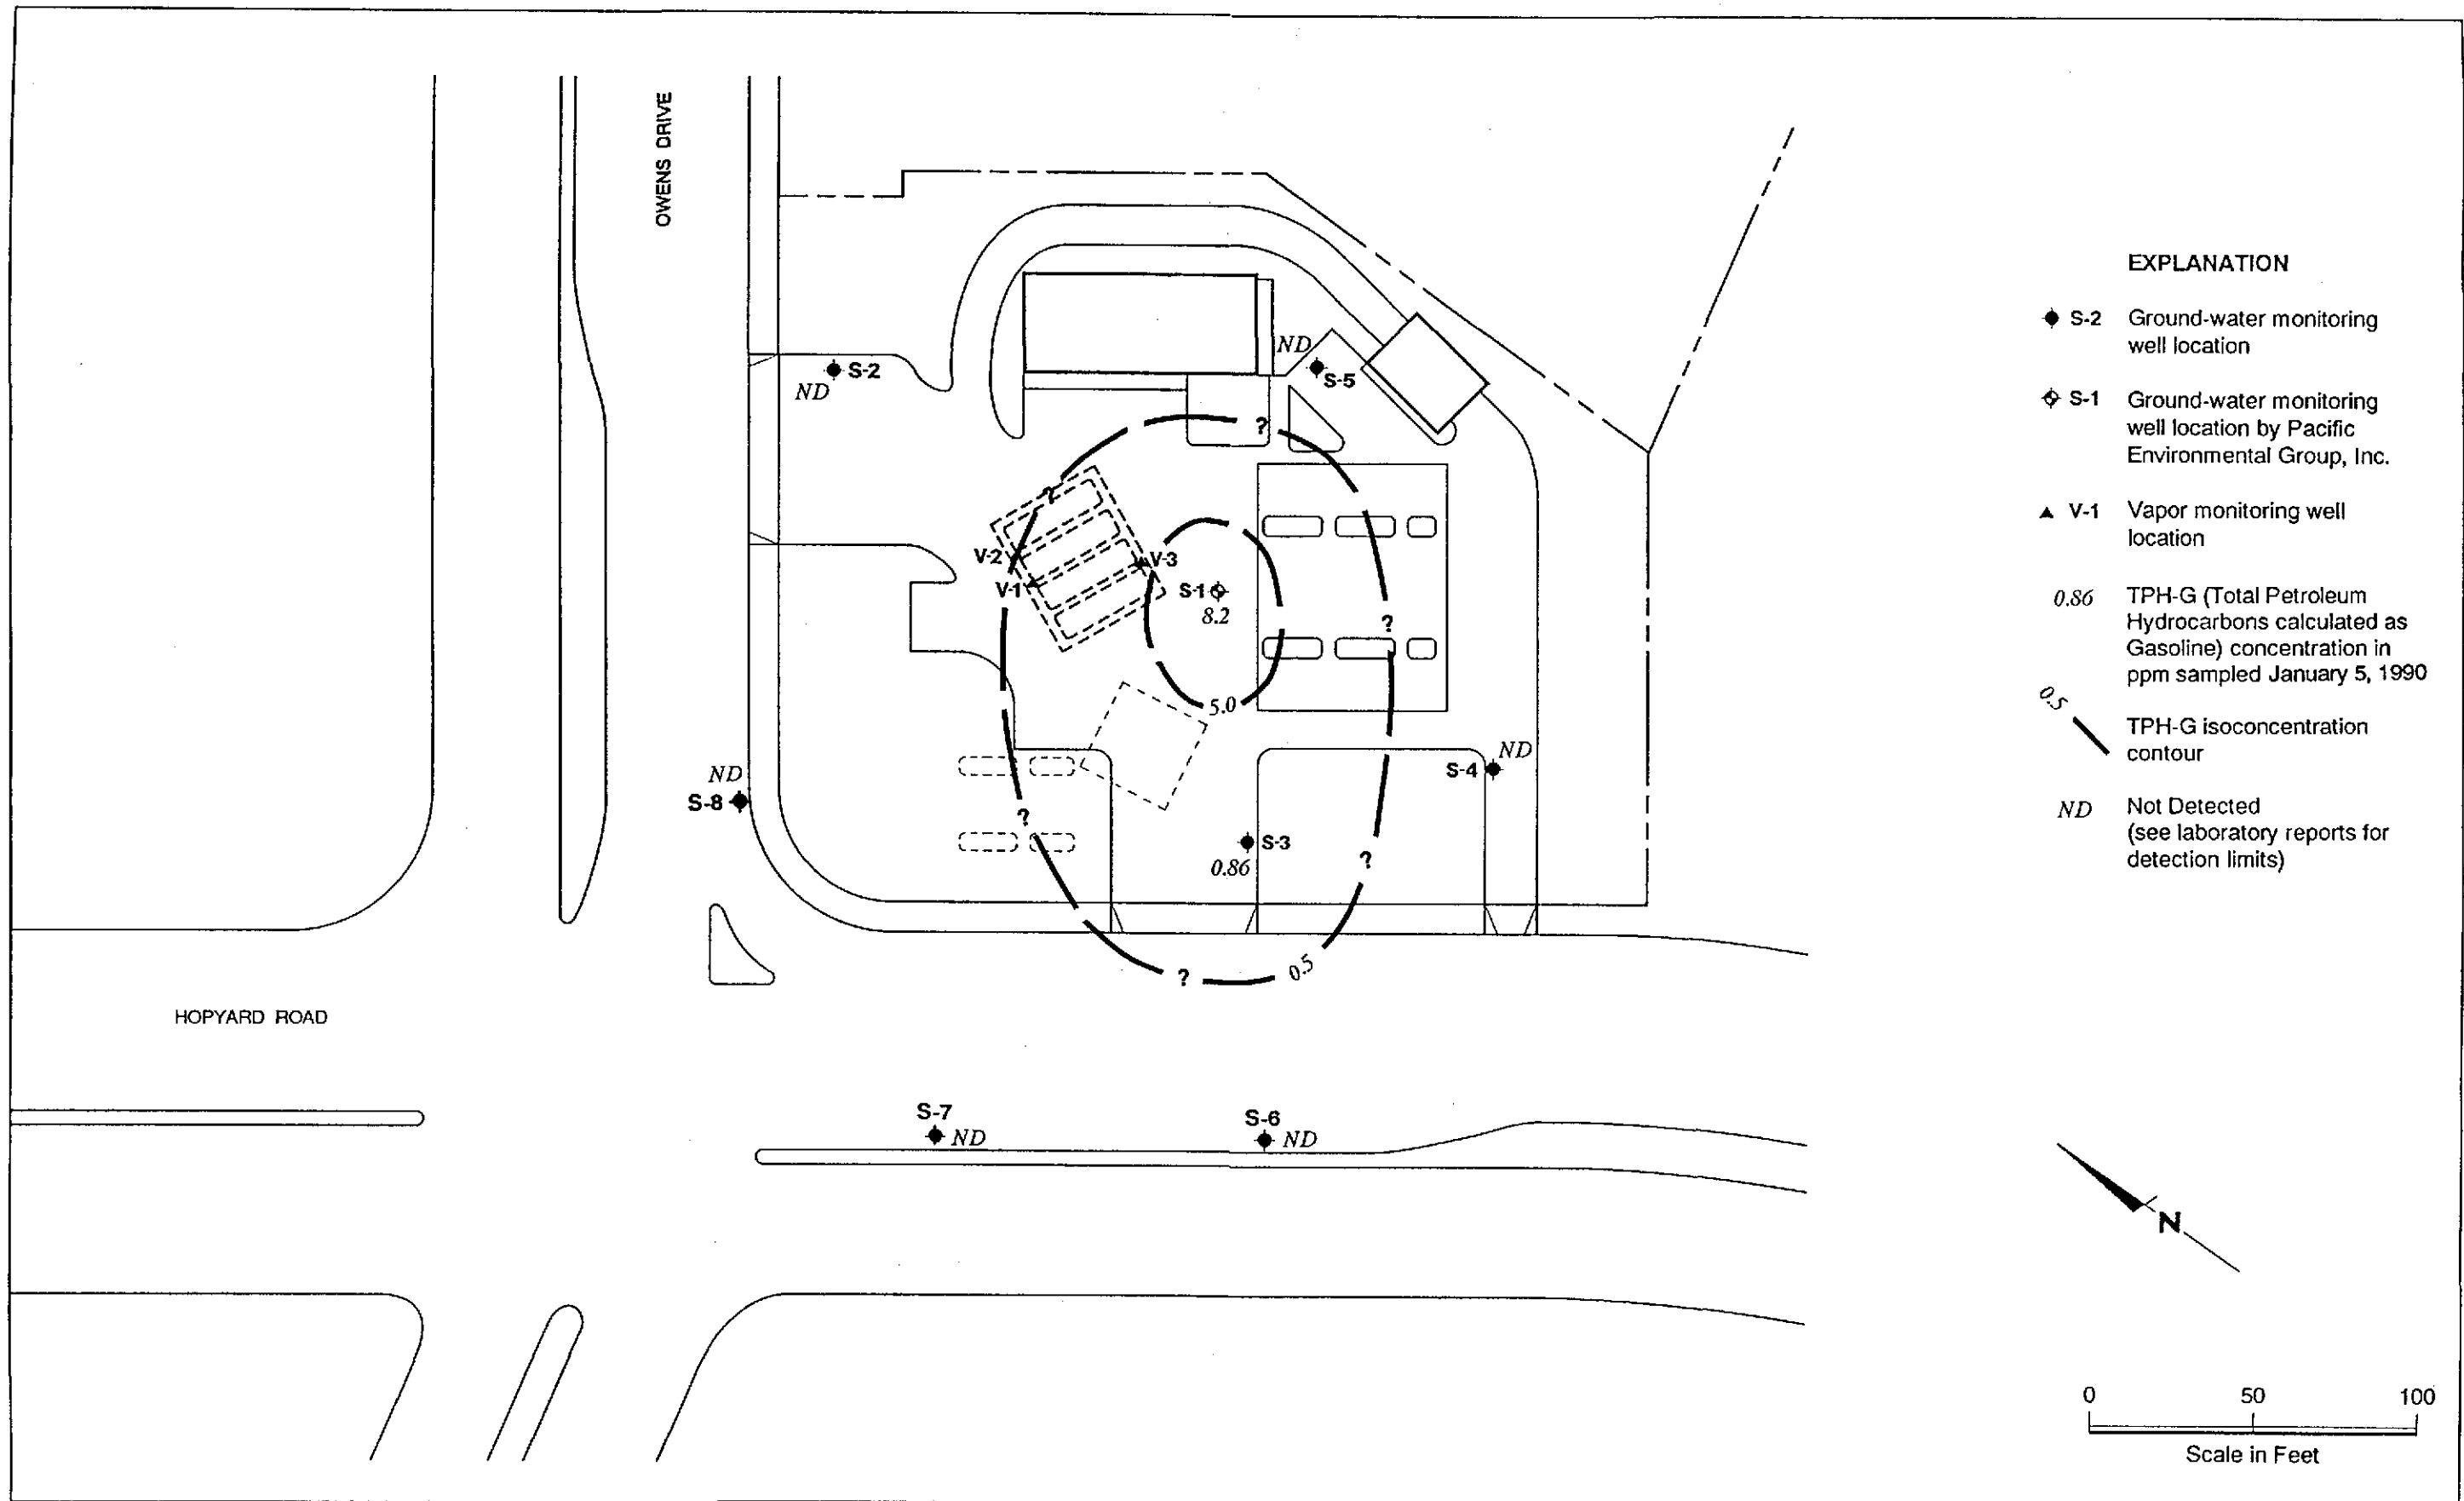 OWENS DRIVE
S-2
ND
ND
S-5
?
?
V-2
V-1
V-3
S-1
8.2
?
5.0
ND
S-4
ND
S-8
?
S-3
0.86
?
?
0.5
HOPYARD ROAD
S-7
ND
S-6
ND
EXPLANATION
S-2 Ground-water monitoring
well location
S-1 Ground-water monitoring
well location by Pacific
Environmental Group, Inc.
V-1 Vapor monitoring well
location
0.86 TPH-G (Total Petroleum
Hydrocarbons calculated as
Gasoline) concentration in
ppm sampled January 5, 1990
0.5 TPH-G isoconcentration
contour
ND Not Detected
(see laboratory reports for
detection limits)
N
0 50 100
Scale in Feet